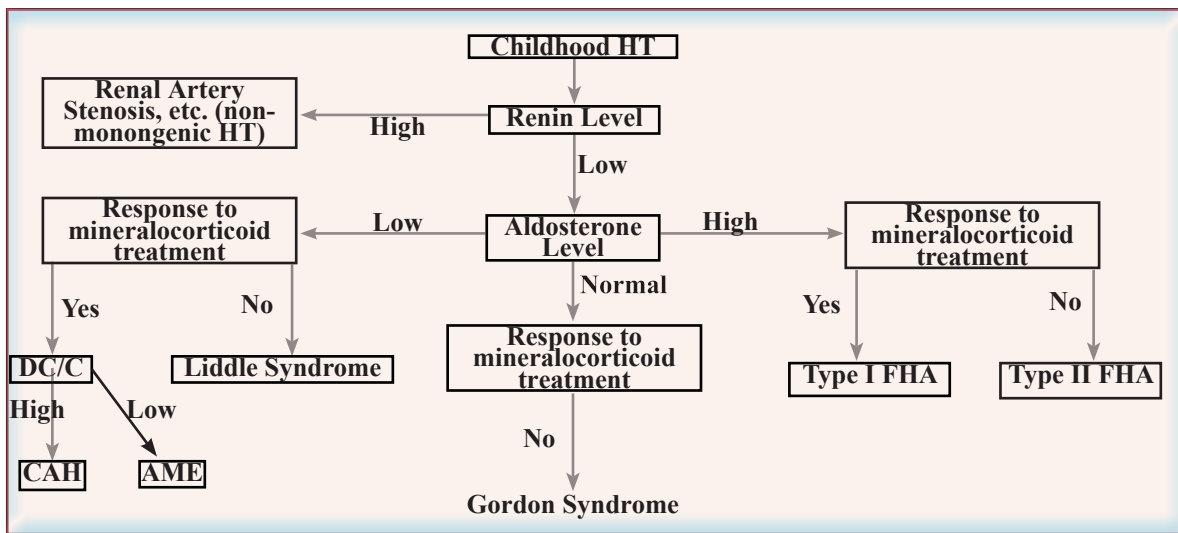 Childhood HT
Renal Artery
Stenosis, etc. (non-
monongenic HT)
High
Renin Level
Low
Response to
mineralocorticoid
treatment
Low
Aldosterone
Level
High
Response to
mineralocorticoid
treatment
Yes
No
Normal
Yes
No
Response to
mineralocorticoid
treatment
DC/C
Liddle Syndrome
Type I FHA
Type II FHA
High
Low
No
CAH
AME
Gordon Syndrome